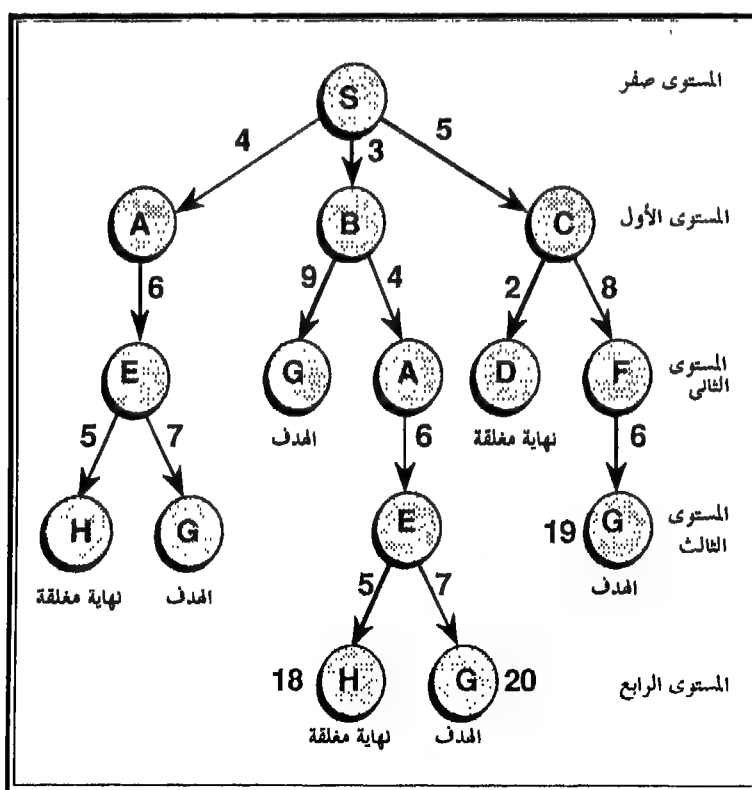 S
المستوى صفر
4 3 5
A B C
المستوى الأول
6 9 4 2 8
E G A D F
المستوى
الثاني
الهدف
نهاية مغلقة
5 7 6 6
H G E 19 G
المستوى
الثالث
نهاية مغلقة
الهدف
الهدف
5 7
18 H G 20
المستوى الرابع
نهاية مغلقة
الهدف